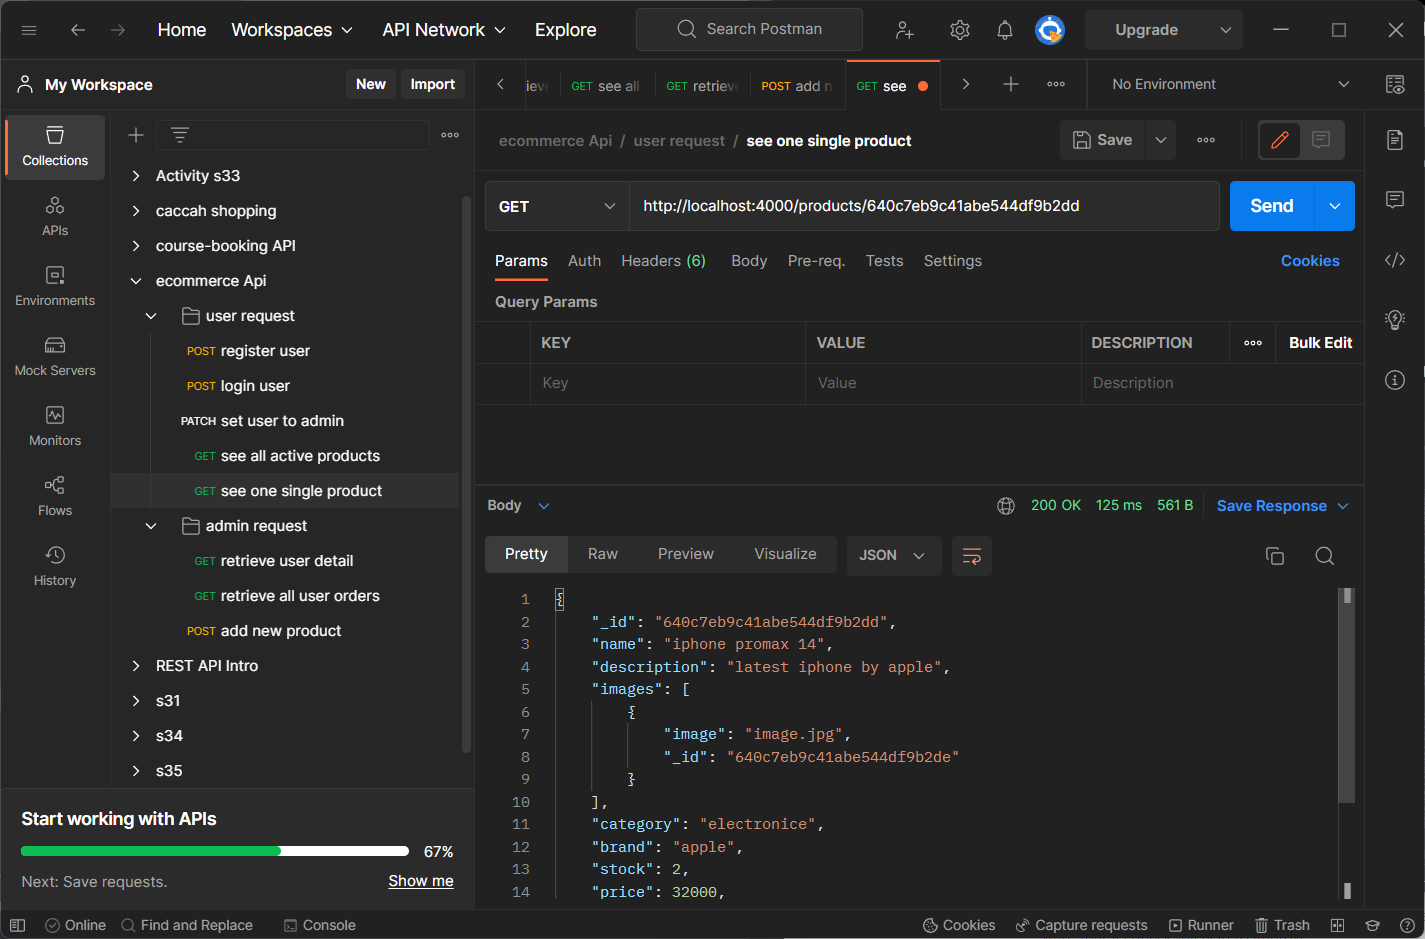 Home Workspaces API Network Explore Search Postman Upgrade
My Workspace New Import GET see all GET POST add GET see No Environment
Collections
APIs
Environments
Mock Servers
Monitors
Flows
History
Activity s33
caccah shopping
course-booking API
ecommerce Api
user request
POST register user
POST login user
PATCH set user to admin
GET see all active products
GET see one single product
admin request
GET retrieve user detail
GET retrieve all user orders
POST add new product
REST API Intro
s31
s34
s35
Start working with APIs
67%
Next: Save requests. Show me
ecommerce Api / user request / see one single product Save
GET http://localhost:4000/products/640c7eb9c41abe544df9b2dd Send
Params Auth Headers (6) Body Pre-req. Tests Settings Cookies
Query Params
KEY VALUE DESCRIPTION Bulk Edit
Key Value Description
Body 200 OK 125 ms 561 B Save Response
Pretty Raw Preview Visualize JSON
1 {
2 "_id": "640c7eb9c41abe544df9b2dd",
3 "name": "iphone promax 14",
4 "description": "latest iphone by apple",
5 "images": [
6 {
7 "image": "image.jpg",
8 "_id": "640c7eb9c41abe544df9b2de"
9 }
10 ],
11 "category": "electronice",
12 "brand": "apple",
13 "stock": 2,
14 "price": 32000,
Online Find and Replace Console Cookies Capture requests Runner Trash